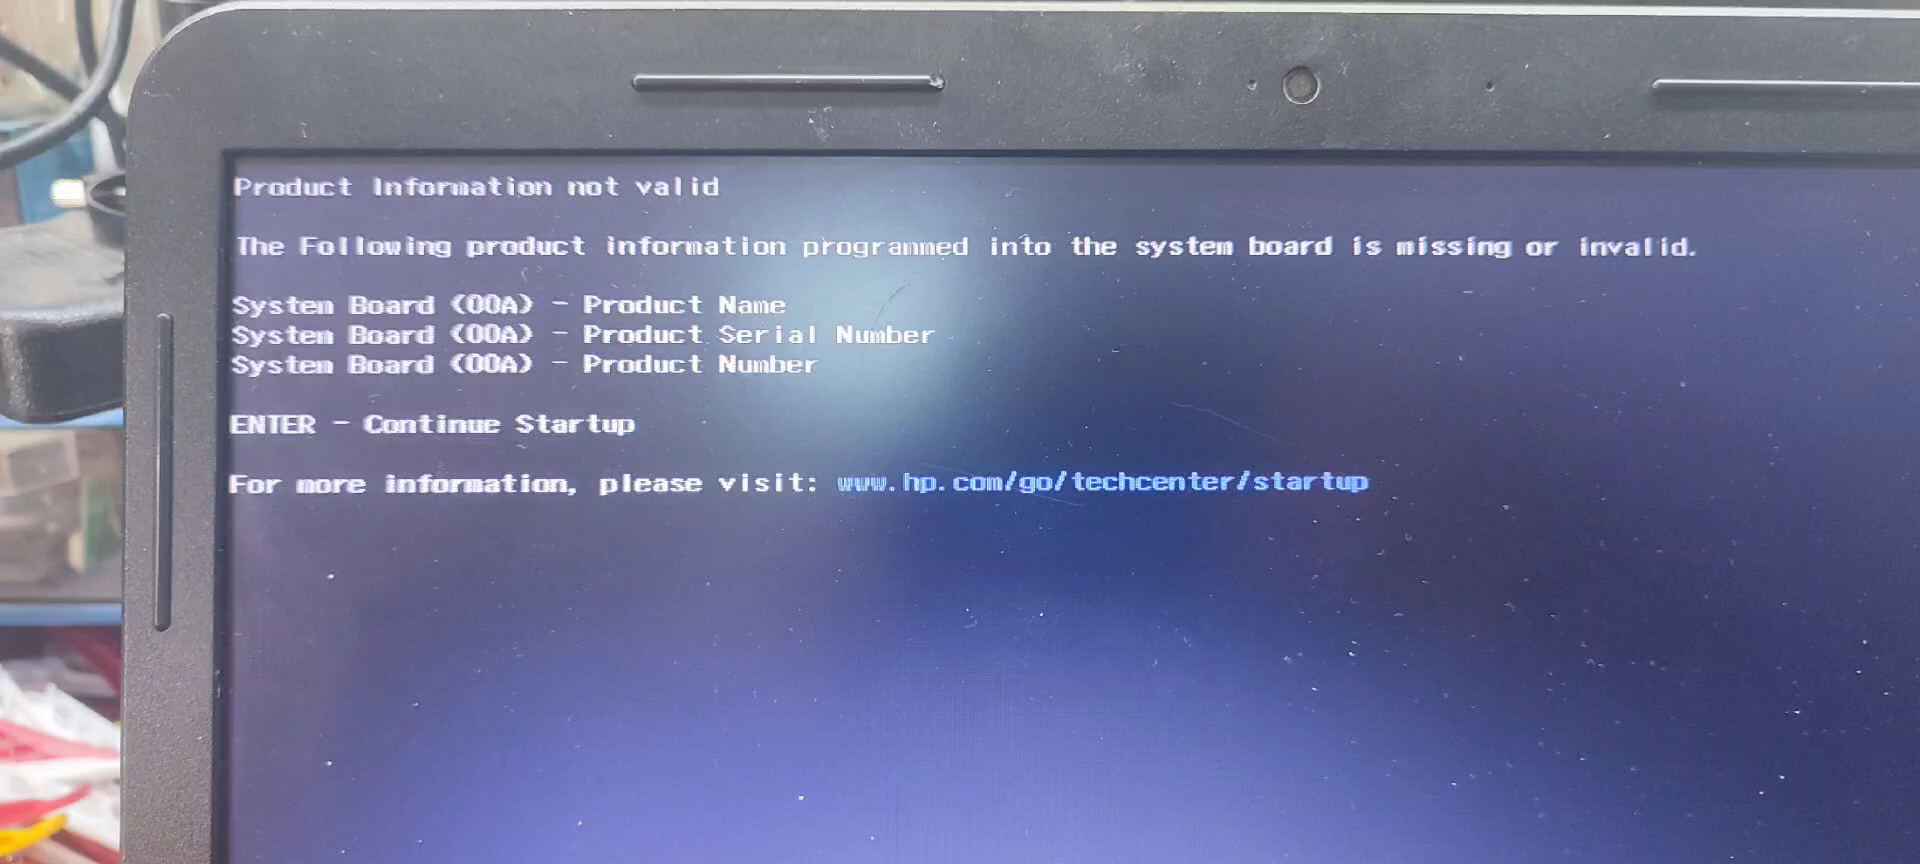 Product Information not valid
The Following product information programmed into the system board is missing or invalid.
System Board (00A) - Product Name
System Board (00A) - Product Serial Number
System Board (00A) - Product Number
ENTER - Continue Startup
For more information, please visit: www.hp.com/go/techcenter/startup